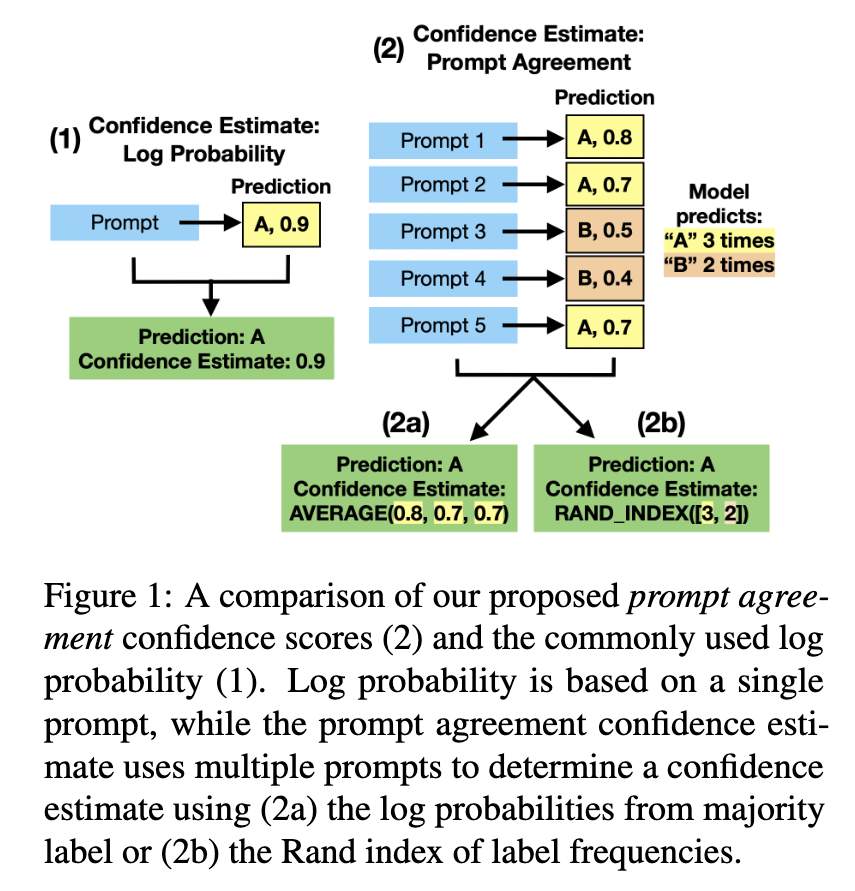 (1) Confidence Estimate:
Log Probability
Prediction
Prompt
A, 0.9
Prediction: A
Confidence Estimate: 0.9
(2) Confidence Estimate:
Prompt Agreement
Prediction
Prompt 1
A, 0.8
Prompt 2
A, 0.7
Prompt 3
B, 0.5
Prompt 4
B, 0.4
Prompt 5
A, 0.7
Model
predicts:
“A” 3 times
“B” 2 times
(2a)
Prediction: A
Confidence Estimate:
AVERAGE(0.8, 0.7, 0.7)
(2b)
Prediction: A
Confidence Estimate:
RAND_INDEX([3, 2])
Figure 1: A comparison of our proposed prompt agree-
ment confidence scores (2) and the commonly used log
probability (1). Log probability is based on a single
prompt, while the prompt agreement confidence esti-
mate uses multiple prompts to determine a confidence
estimate using (2a) the log probabilities from majority
label or (2b) the Rand index of label frequencies.